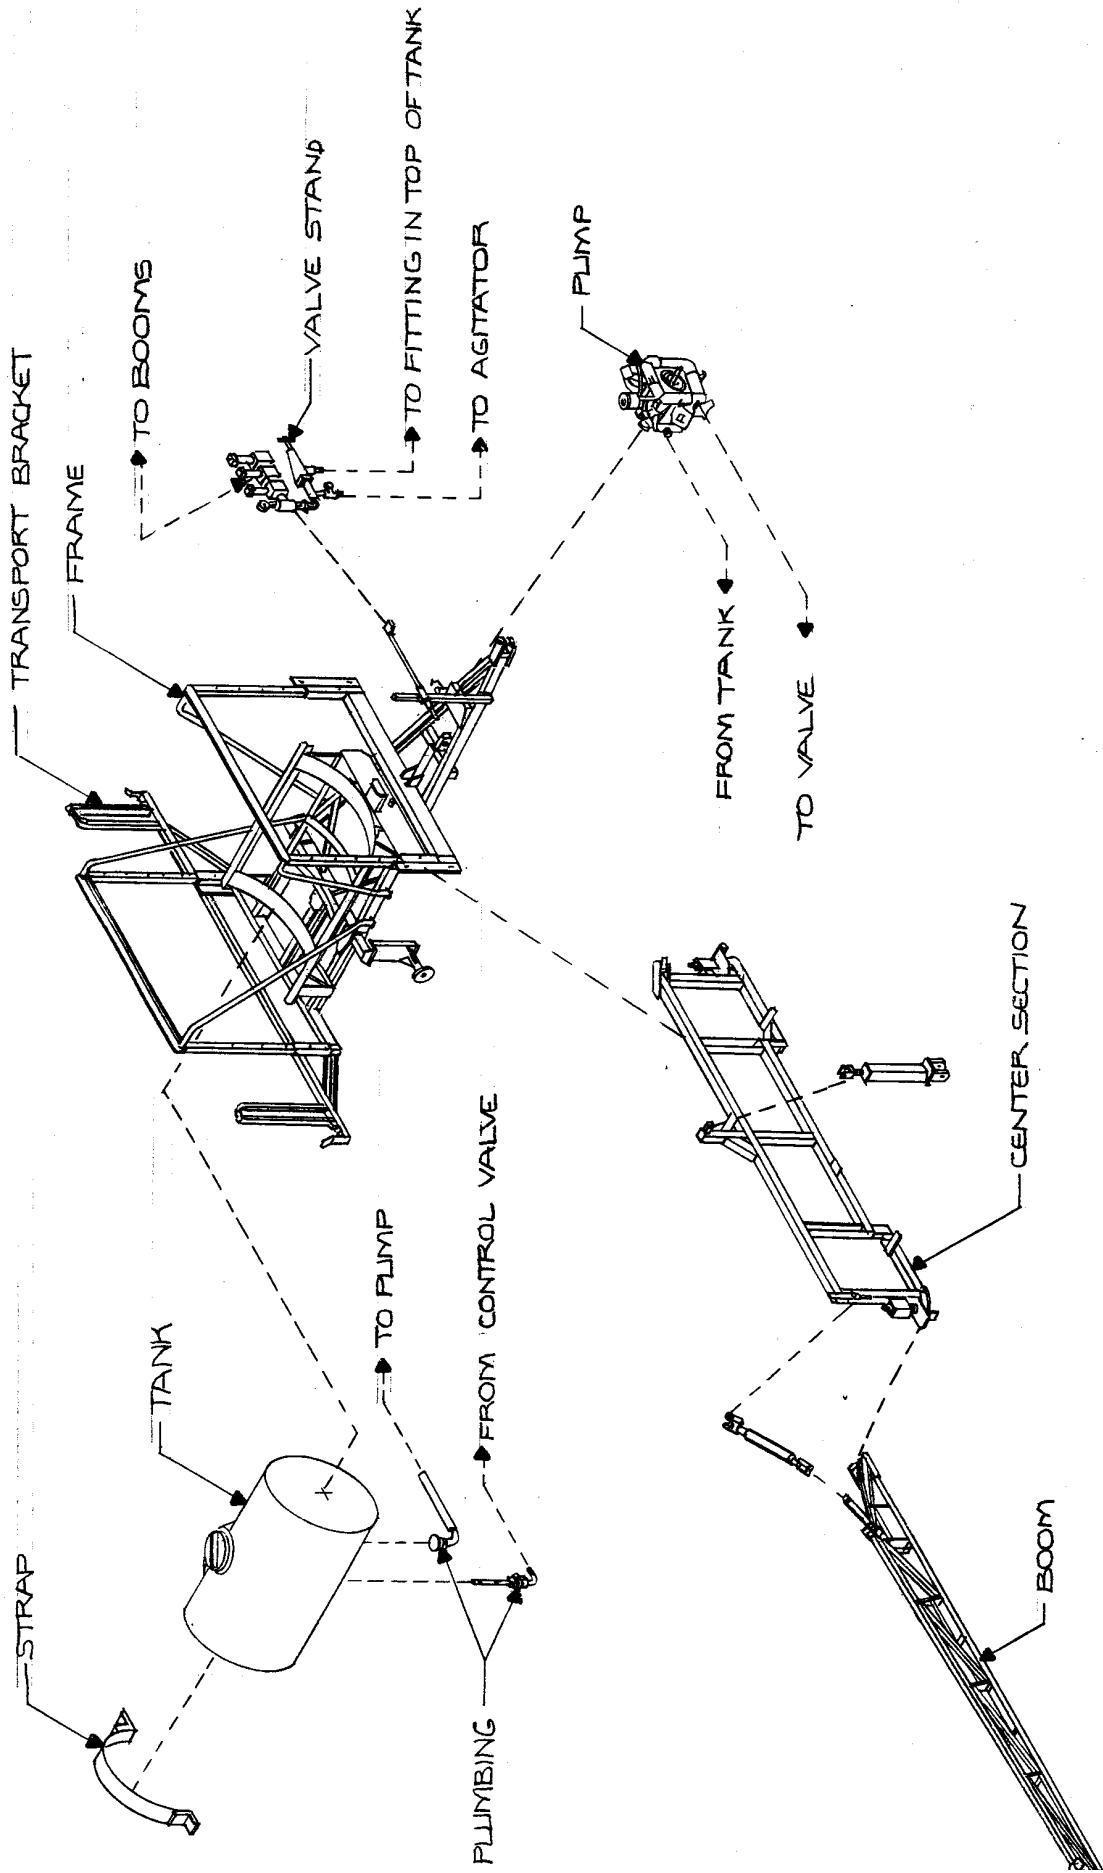 STRAP
TANK
TRANSPORT BRACKET
FRAME
TO BOOMS
VALVE STAND
TO FITTING IN TOP OF TANK
TO AGITATOR
PUMP
TO PUMP
FROM CONTROL VALVE
PLUMBING
FROM TANK
TO VALVE
CENTER SECTION
BOOM